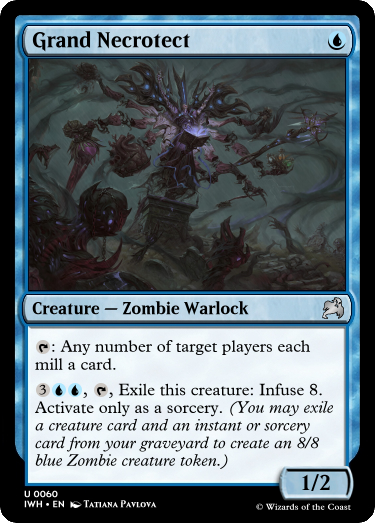 Grand Necrotect
Creature — Zombie Warlock
: Any number of target players each
mill a card.
3, , Exile this creature: Infuse 8.
Activate only as a sorcery. (You may exile
a creature card and an instant or sorcery
card from your graveyard to create an 8/8
blue Zombie creature token.)
1/2
U 0060
IWH • EN Tatiana Pavlova
© Wizards of the Coast